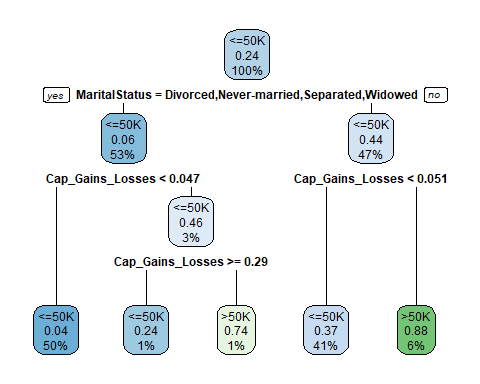 <=50K
0.24
100%
yes MaritalStatus = Divorced,Never-married,Separated,Widowed no
<=50K
0.06
53%
<=50K
0.44
47%
Cap_Gains_Losses < 0.047
Cap_Gains_Losses < 0.051
<=50K
0.46
3%
Cap_Gains_Losses >= 0.29
<=50K
0.04
50%
<=50K
0.24
1%
>50K
0.74
1%
<=50K
0.37
41%
>50K
0.88
6%